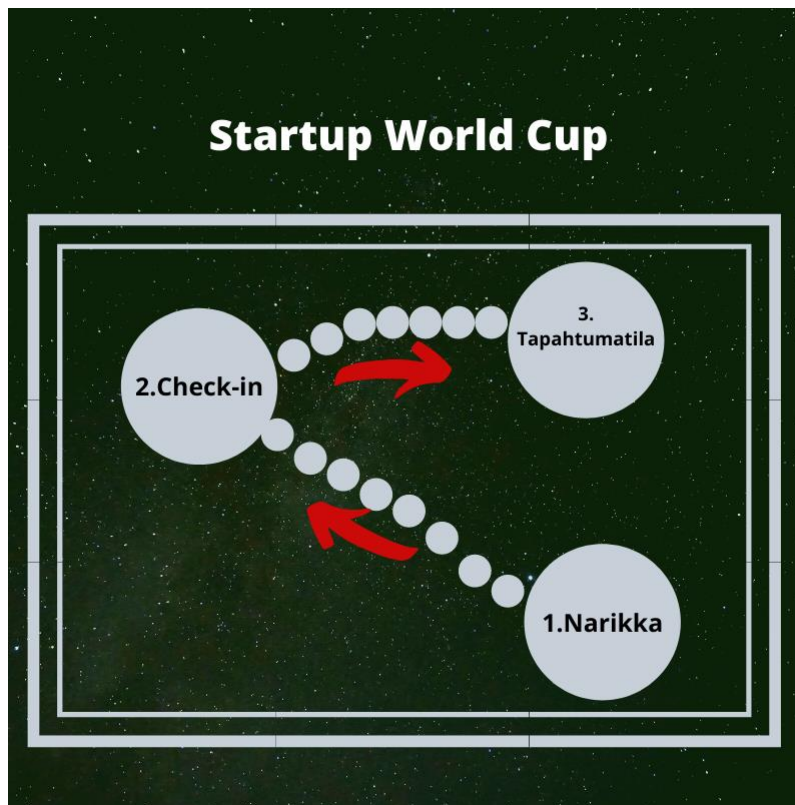 Startup World Cup
3.
Tapahtumatila
2.Check-in
1.Narikka